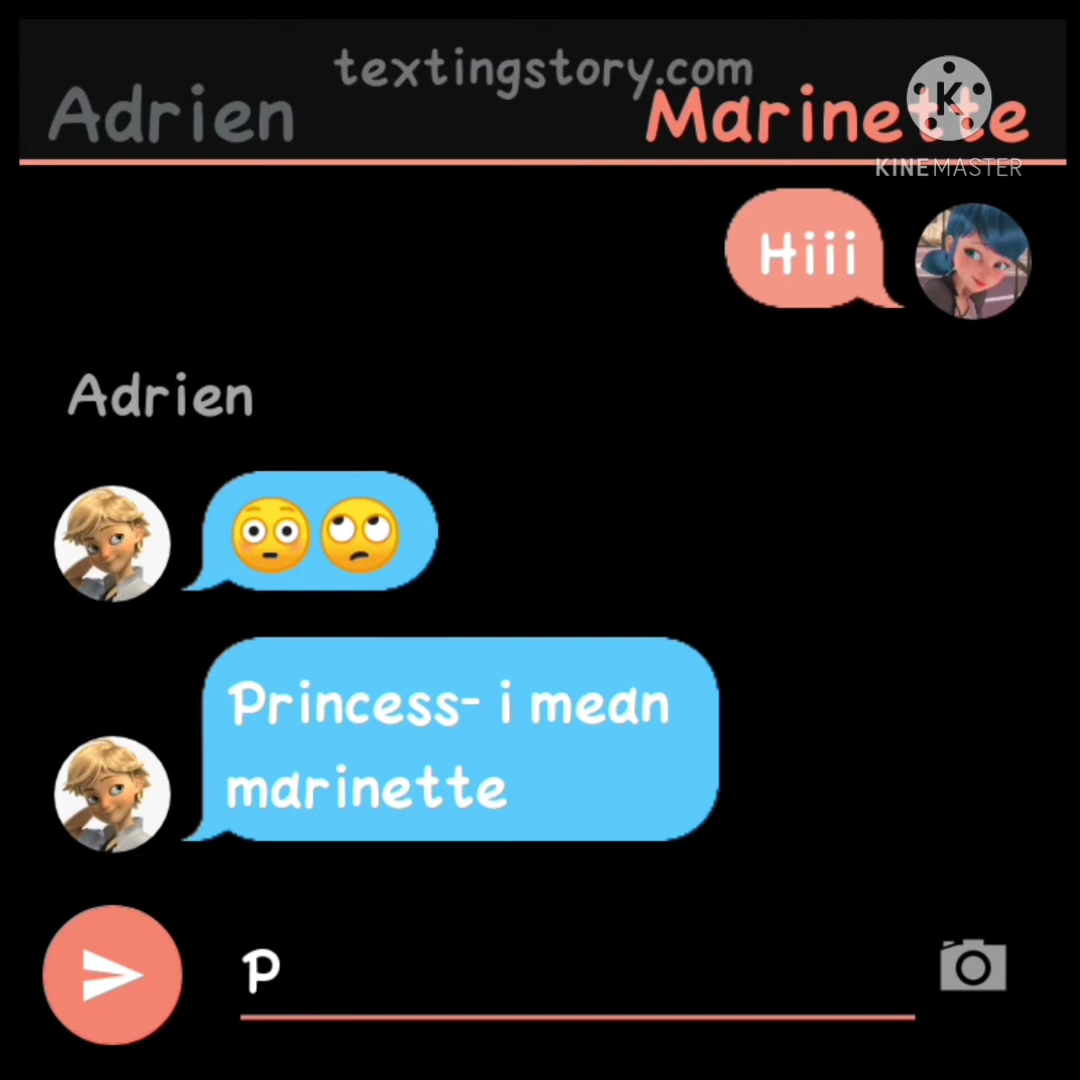 textingstory.com
Adrien
Marinette
K
KINEMASTER
Hiii
Adrien
😳🙄
Princess- i mean
marinette
P